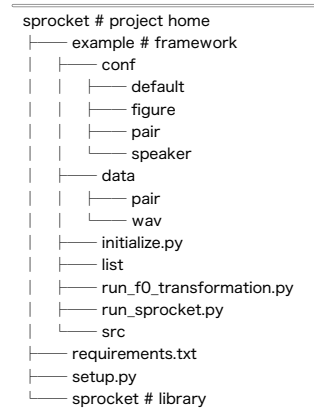 sprocket # project home
├── example # framework
│   ├── conf
│   │   ├── default
│   │   ├── figure
│   │   ├── pair
│   │   └── speaker
│   ├── data
│   │   ├── pair
│   │   └── wav
│   ├── initialize.py
│   ├── list
│   ├── run_f0_transformation.py
│   ├── run_sprocket.py
│   └── src
├── requirements.txt
├── setup.py
└── sprocket # library